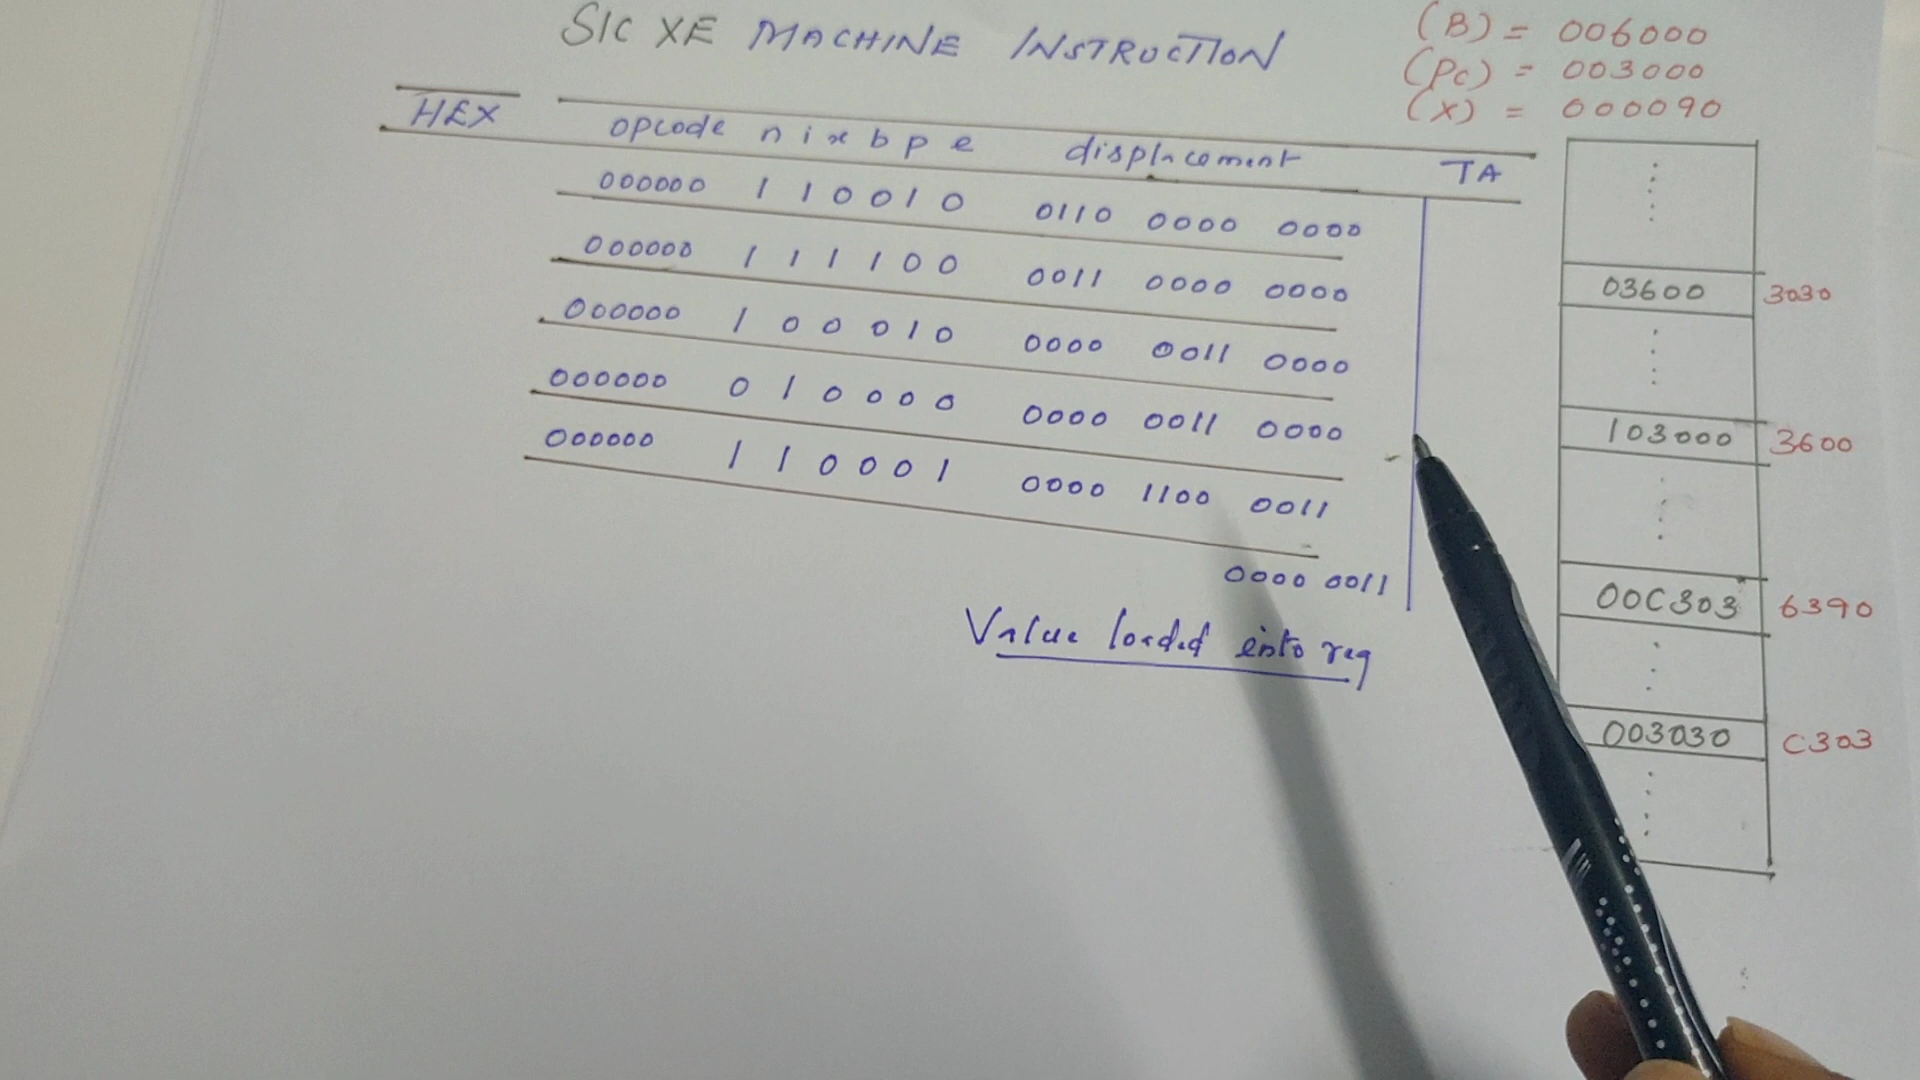 SIC XE MACHINE INSTRUCTION
(B) = 006000
(PC) = 003000
(X) = 000090
HEX opcode n i x b p e displacement TA
000000 1 1 0 0 1 0 0110 0000 0000
000000 1 1 1 1 0 0 0011 0000 0000
000000 1 0 0 0 1 0 0000 0011 0000
000000 0 1 0 0 0 0 0000 0011 0000
000000 1 1 0 0 0 1 0000 1100 0011
0000 0011
Value loaded into reg
03600 3030
103000 3600
00C303 6390
003030 C303